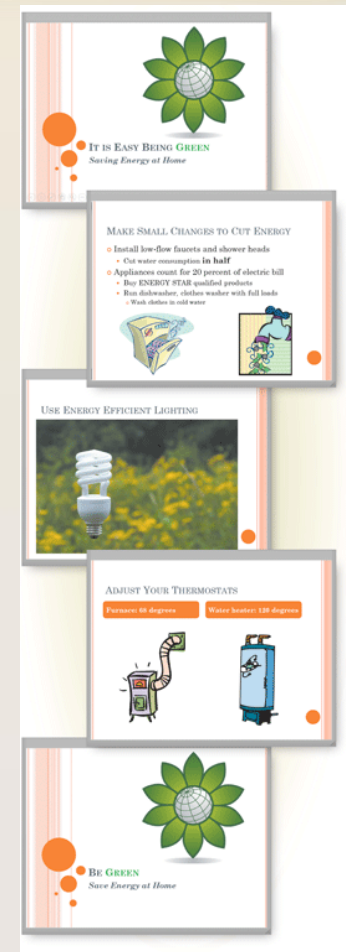 IT IS EASY BEING GREEN
Saving Energy at Home
MAKE SMALL CHANGES TO CUT ENERGY
Install low-flow faucets and shower heads
Cut water consumption in half
Appliances count for 20 percent of electric bill
Buy ENERGY STAR qualified products
Run dishwasher, clothes washer with full loads
Wash clothes in cold water
USE ENERGY EFFICIENT LIGHTING
ADJUST YOUR THERMOSTATS
Furnace: 68 degrees
Water heater: 120 degrees
BE GREEN
Save Energy at Home